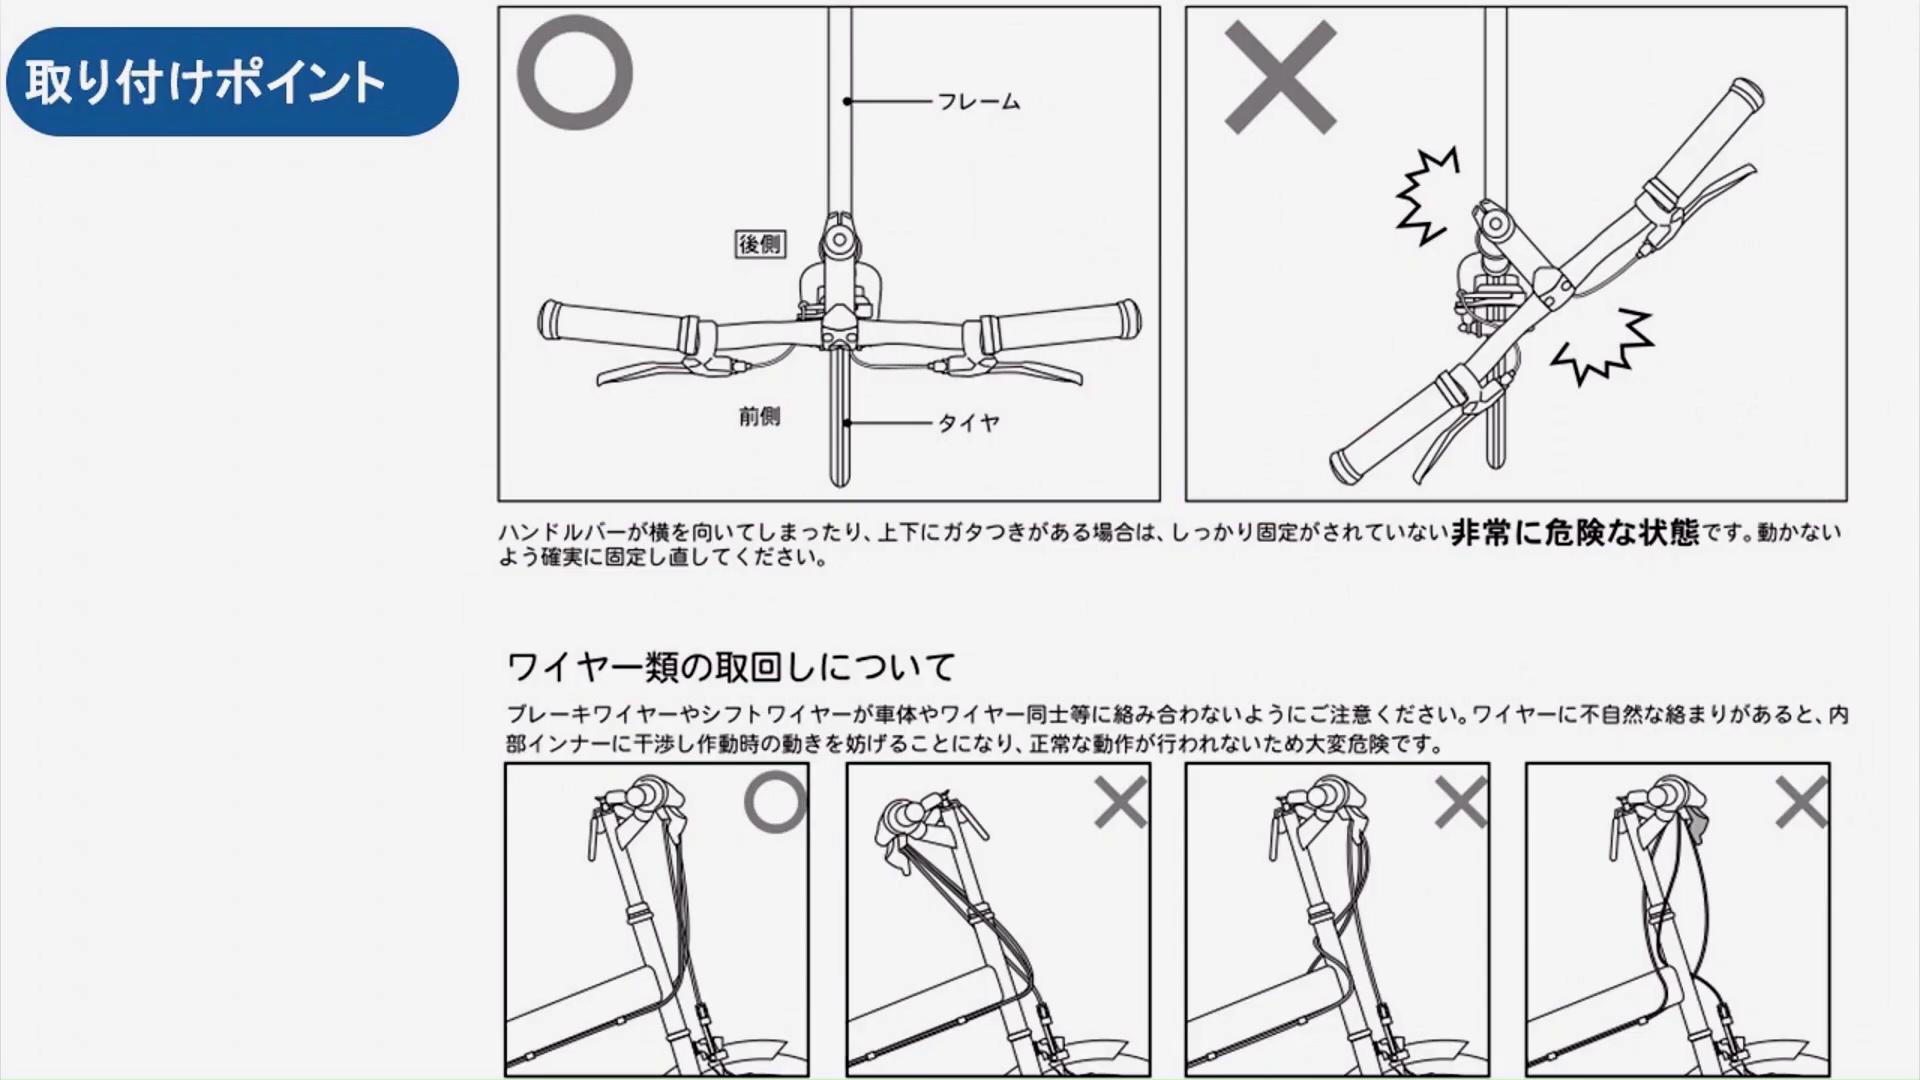 取り付けポイント
フレーム
後側
前側
タイヤ
ハンドルバーが横を向いてしまったり、上下にガタつきがある場合は、しっかり固定がされていない非常に危険な状態です。動かない
よう確実に固定し直してください。
ワイヤー類の取回しについて
ブレーキワイヤーやシフトワイヤーが車体やワイヤー同士等に絡み合わないようにご注意ください。ワイヤーに不自然な絡まりがあると、内
部インナーに干渉し作動時の動きを妨げることになり、正常な動作が行われないため大変危険です。